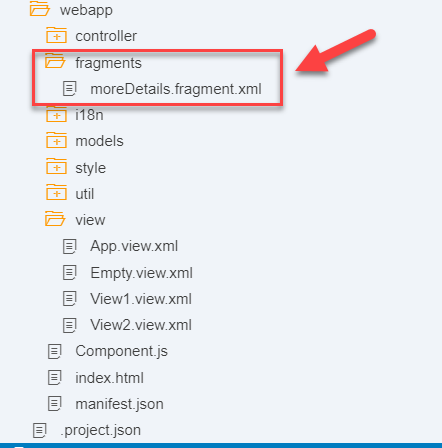 webapp
controller
fragments
moreDetails.fragment.xml
i18n
models
style
util
view
App.view.xml
Empty.view.xml
View1.view.xml
View2.view.xml
Component.js
index.html
manifest.json
.project.json